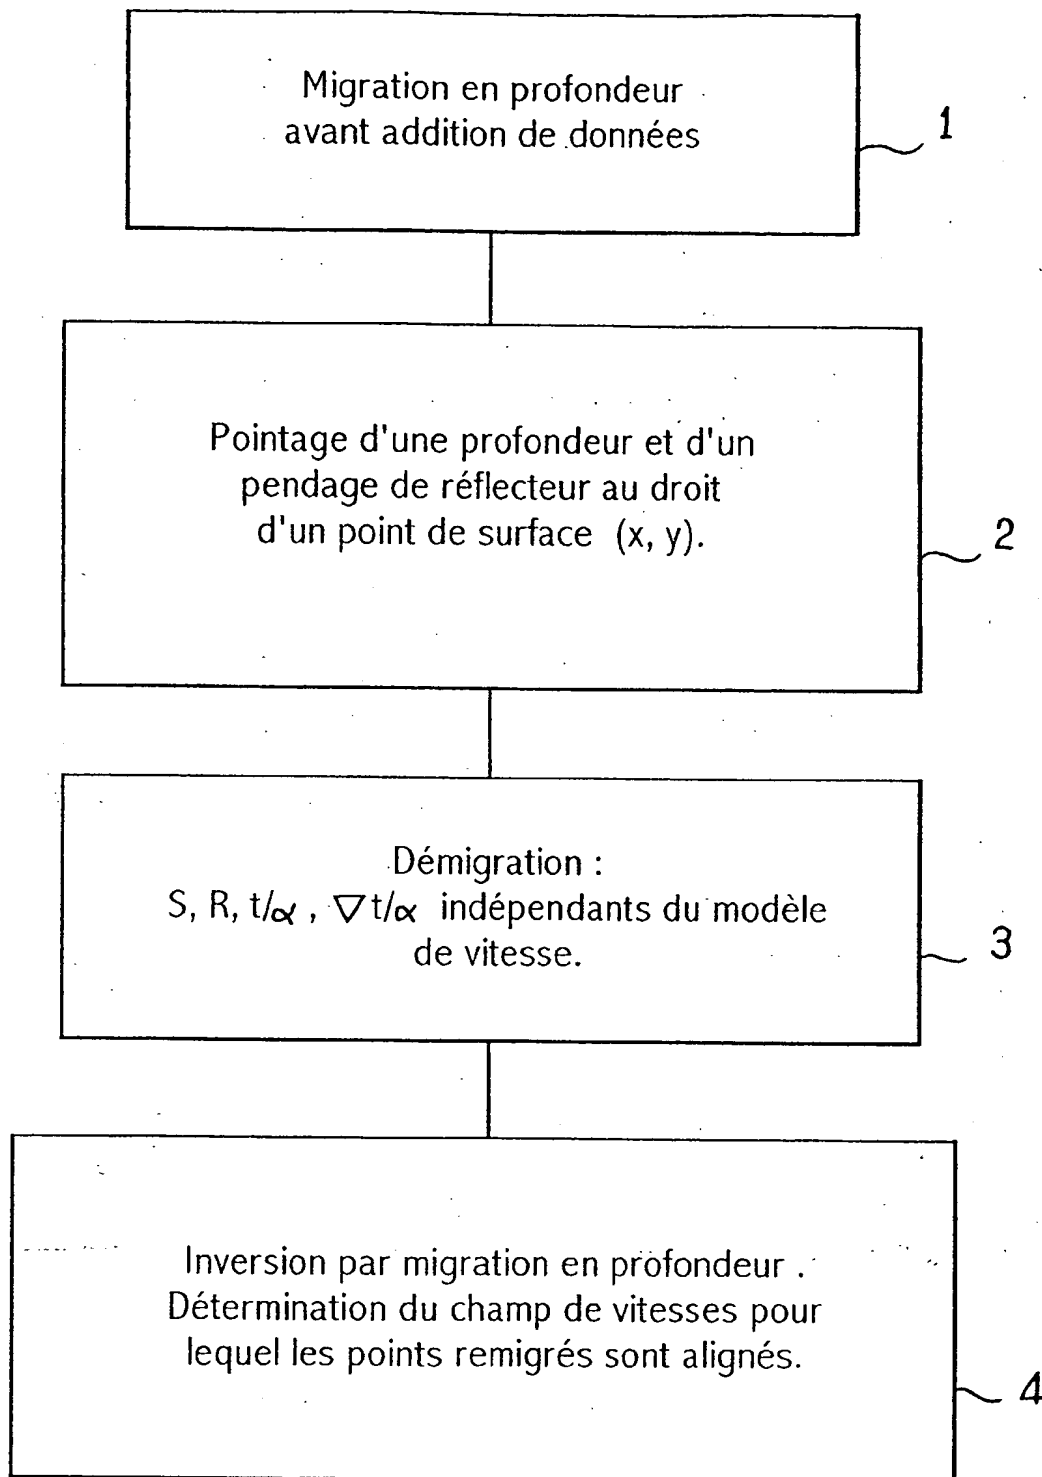 Migration en profondeur
avant addition de données
1
Pointage d'une profondeur et d'un
pendage de réflecteur au droit
d'un point de surface (x, y).
2
Démigration :
S, R, t/α , ∇t/α indépendants du modèle
de vitesse.
3
Inversion par migration en profondeur .
Détermination du champ de vitesses pour
lequel les points remigrés sont alignés.
4